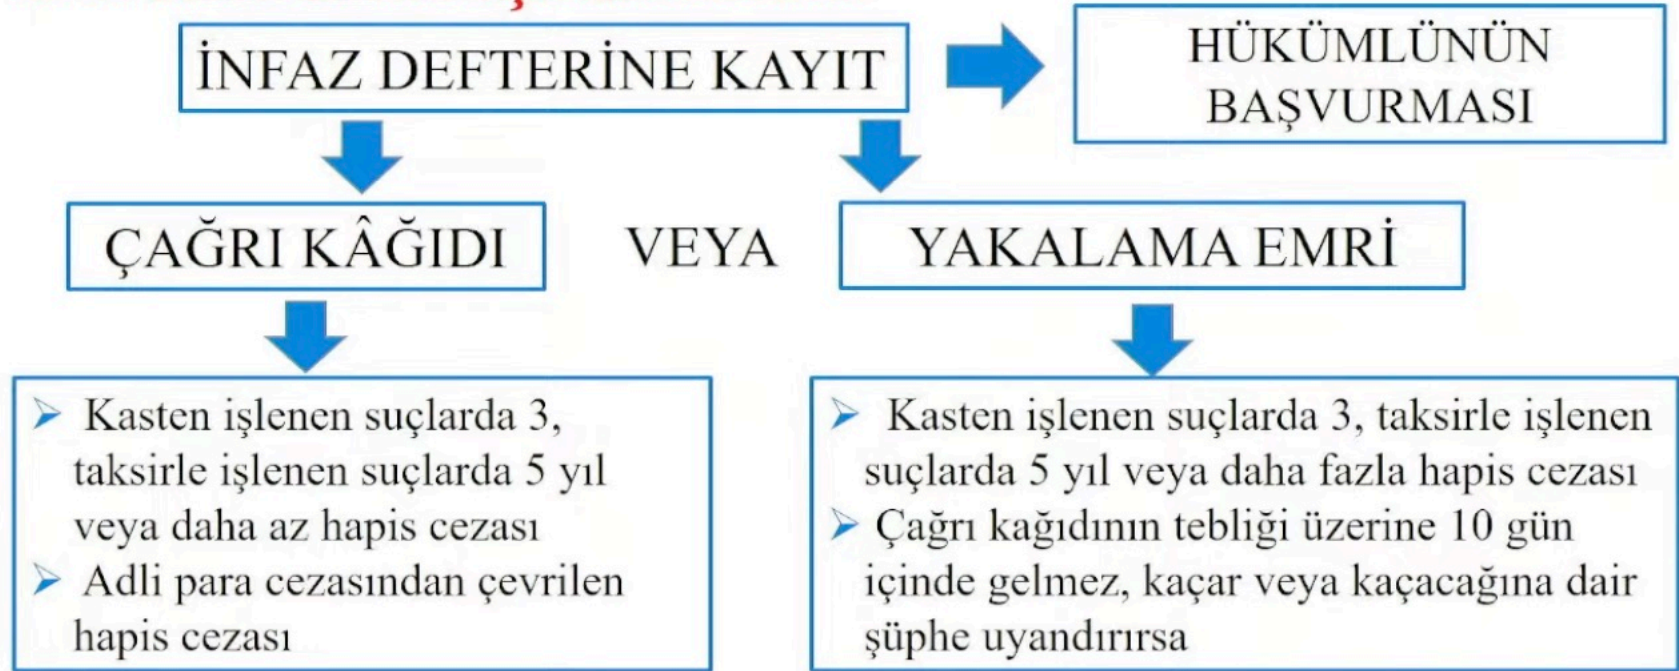 İNFAZ DEFTERİNE KAYIT
HÜKÜMLÜNÜN
BAŞVURMASI
ÇAĞRI KÂĞIDI
VEYA
YAKALAMA EMRİ
➢ Kasten işlenen suçlarda 3,
taksirle işlenen suçlarda 5 yıl
veya daha az hapis cezası
➢ Adli para cezasından çevrilen
hapis cezası
➢ Kasten işlenen suçlarda 3, taksirle işlenen
suçlarda 5 yıl veya daha fazla hapis cezası
➢ Çağrı kağıdının tebliği üzerine 10 gün
içinde gelmez, kaçar veya kaçacağına dair
şüphe uyandırırsa